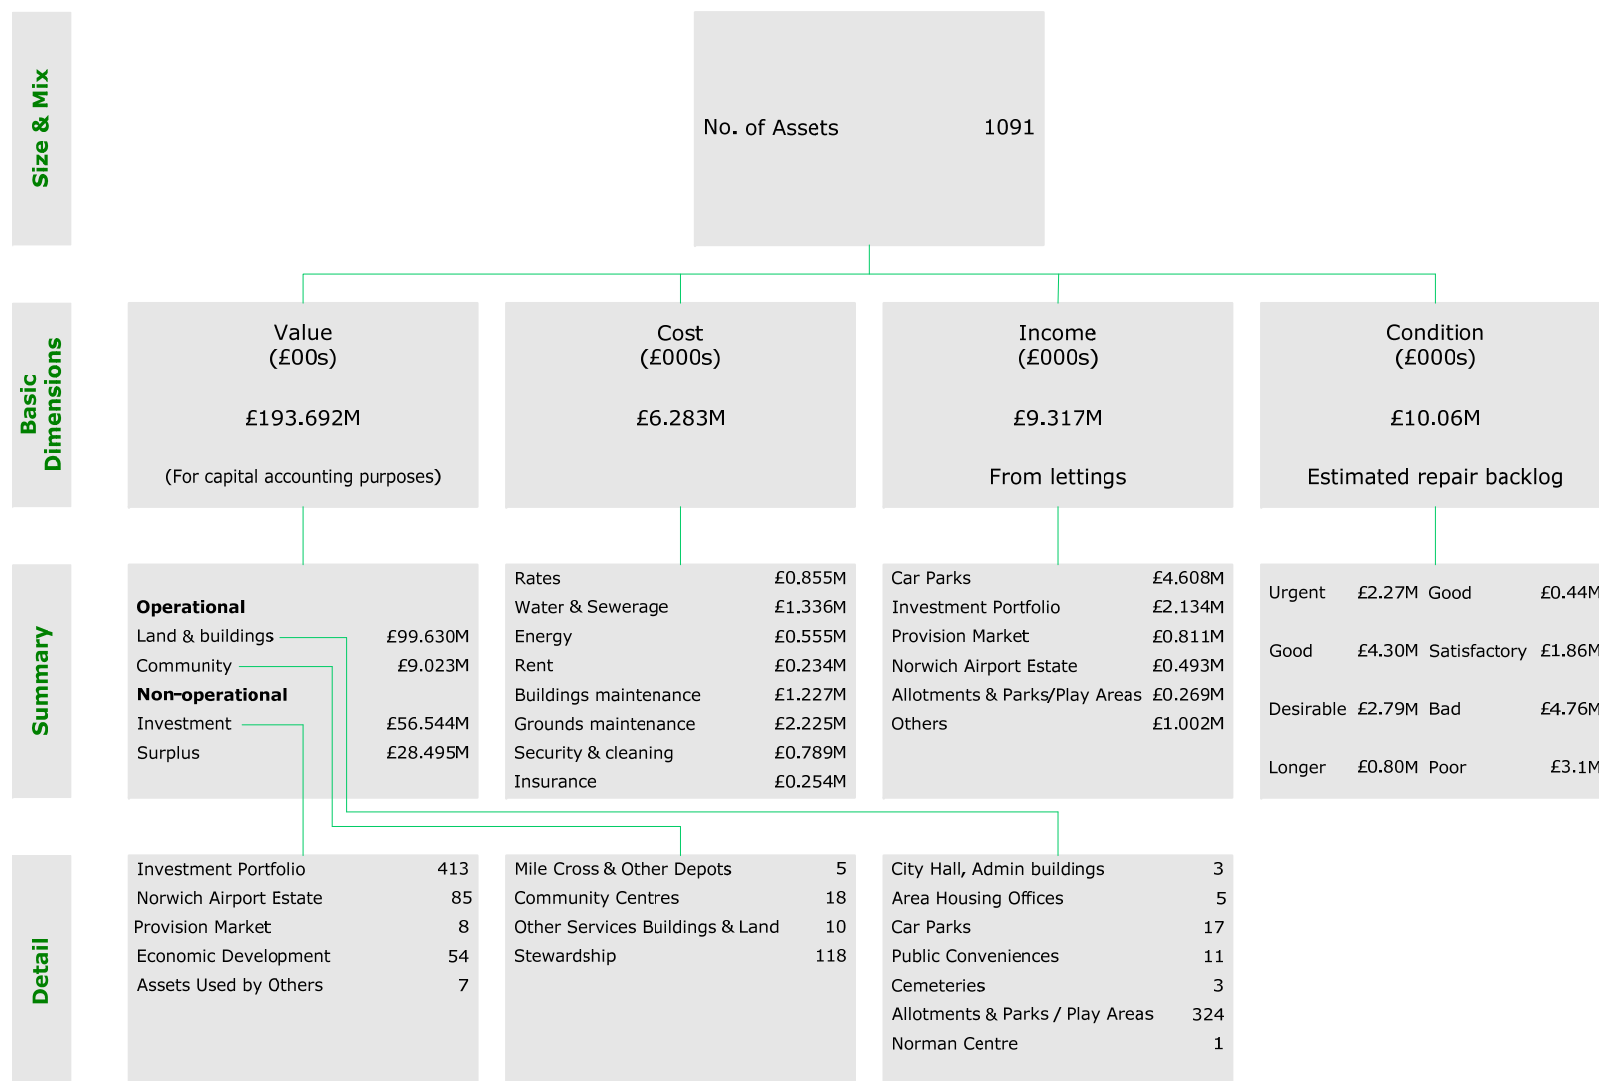 Size & Mix
No. of Assets 1091
Basic
Dimensions
Value
(£00s)
£193.692M
(For capital accounting purposes)
Cost
(£000s)
£6.283M
Income
(£000s)
£9.317M
From lettings
Condition
(£000s)
£10.06M
Estimated repair backlog
Summary
Operational
Land & buildings £99.630M
Community £9.023M
Non-operational
Investment £56.544M
Surplus £28.495M
Rates £0.855M
Water & Sewerage £1.336M
Energy £0.555M
Rent £0.234M
Buildings maintenance £1.227M
Grounds maintenance £2.225M
Security & cleaning £0.789M
Insurance £0.254M
Car Parks £4.608M
Investment Portfolio £2.134M
Provision Market £0.811M
Norwich Airport Estate £0.493M
Allotments & Parks/Play Areas £0.269M
Others £1.002M
Urgent £2.27M Good £0.44M
Good £4.30M Satisfactory £1.86M
Desirable £2.79M Bad £4.76M
Longer £0.80M Poor £3.1M
Detail
Investment Portfolio 413
Norwich Airport Estate 85
Provision Market 8
Economic Development 54
Assets Used by Others 7
Mile Cross & Other Depots 5
Community Centres 18
Other Services Buildings & Land 10
Stewardship 118
City Hall, Admin buildings 3
Area Housing Offices 5
Car Parks 17
Public Conveniences 11
Cemeteries 3
Allotments & Parks / Play Areas 324
Norman Centre 1